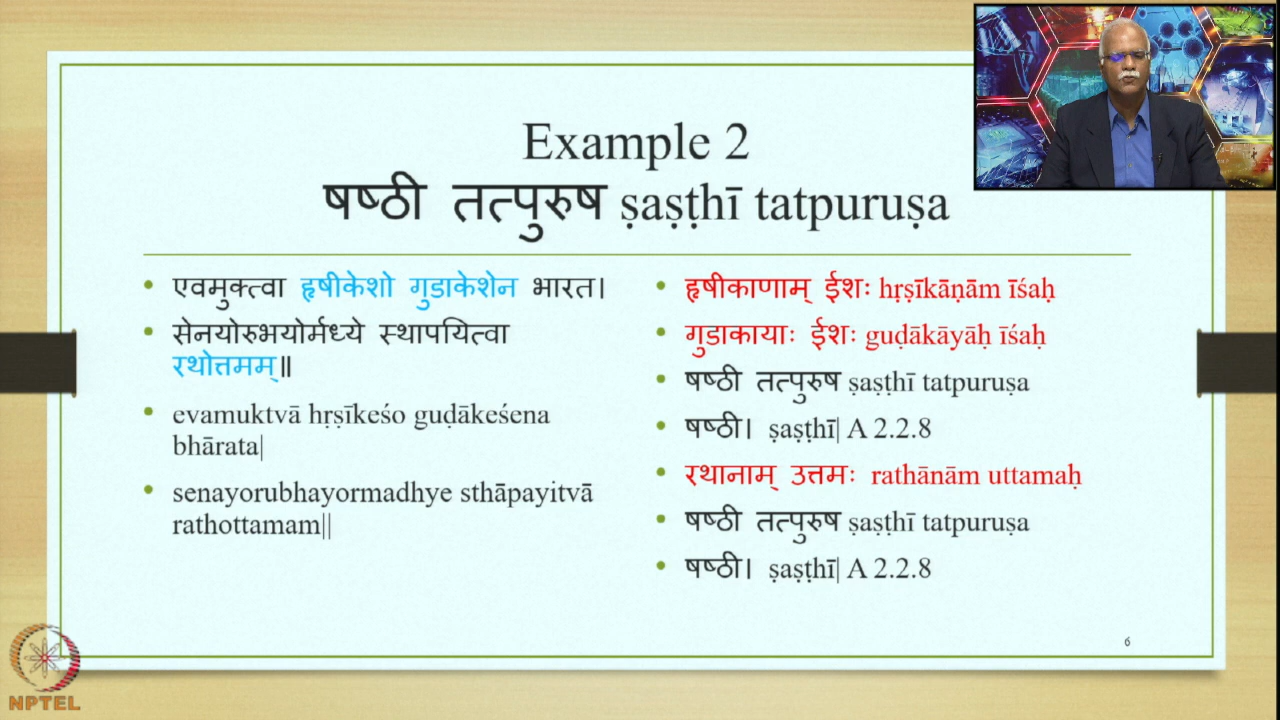 Example 2
षष्ठी तत्पुरुष ṣaṣṭhī tatpuruṣa
• एवमुक्त्वा हृषीकेशो गुडाकेशेन भारत।
• सेनयोरुभयोर्मध्ये स्थापयित्वा
रथोत्तमम्॥
• evamuktvā hṛṣīkeśo guḍākeśena
bhārata|
• senayorubhayormadhye sthāpayitvā
rathottamam||
• हृषीकाणाम् ईशः hṛṣīkāṇām īśaḥ
• गुडाकायाः ईशः guḍākāyāḥ īśaḥ
• षष्ठी तत्पुरुष ṣaṣṭhī tatpuruṣa
• षष्ठी। ṣaṣṭhī| A 2.2.8
• रथानाम् उत्तमः rathānām uttamaḥ
• षष्ठी तत्पुरुष ṣaṣṭhī tatpuruṣa
• षष्ठी। ṣaṣṭhī| A 2.2.8
6
NPTEL